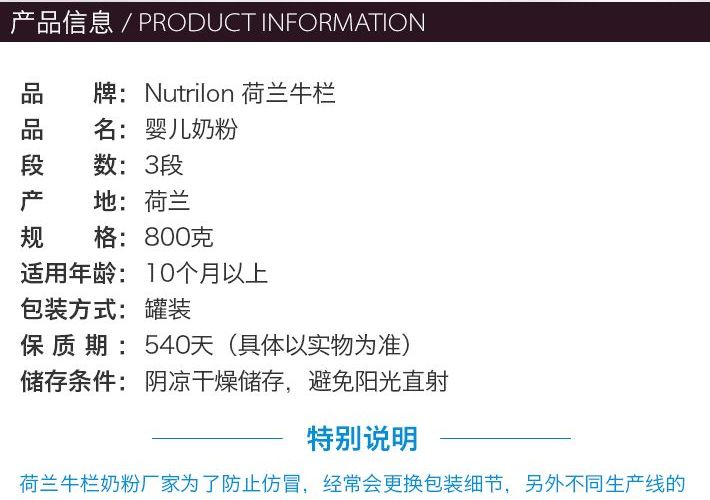 产品信息 / PRODUCT INFORMATION
品 牌：Nutrilon 荷兰牛栏
品 名：婴儿奶粉
段 数：3段
产 地：荷兰
规 格：800克
适用年龄：10个月以上
包装方式：罐装
保 质 期 ：540天（具体以实物为准）
储存条件：阴凉干燥储存，避免阳光直射
特别说明
荷兰牛栏奶粉厂家为了防止仿冒，经常会更换包装细节，另外不同生产线的